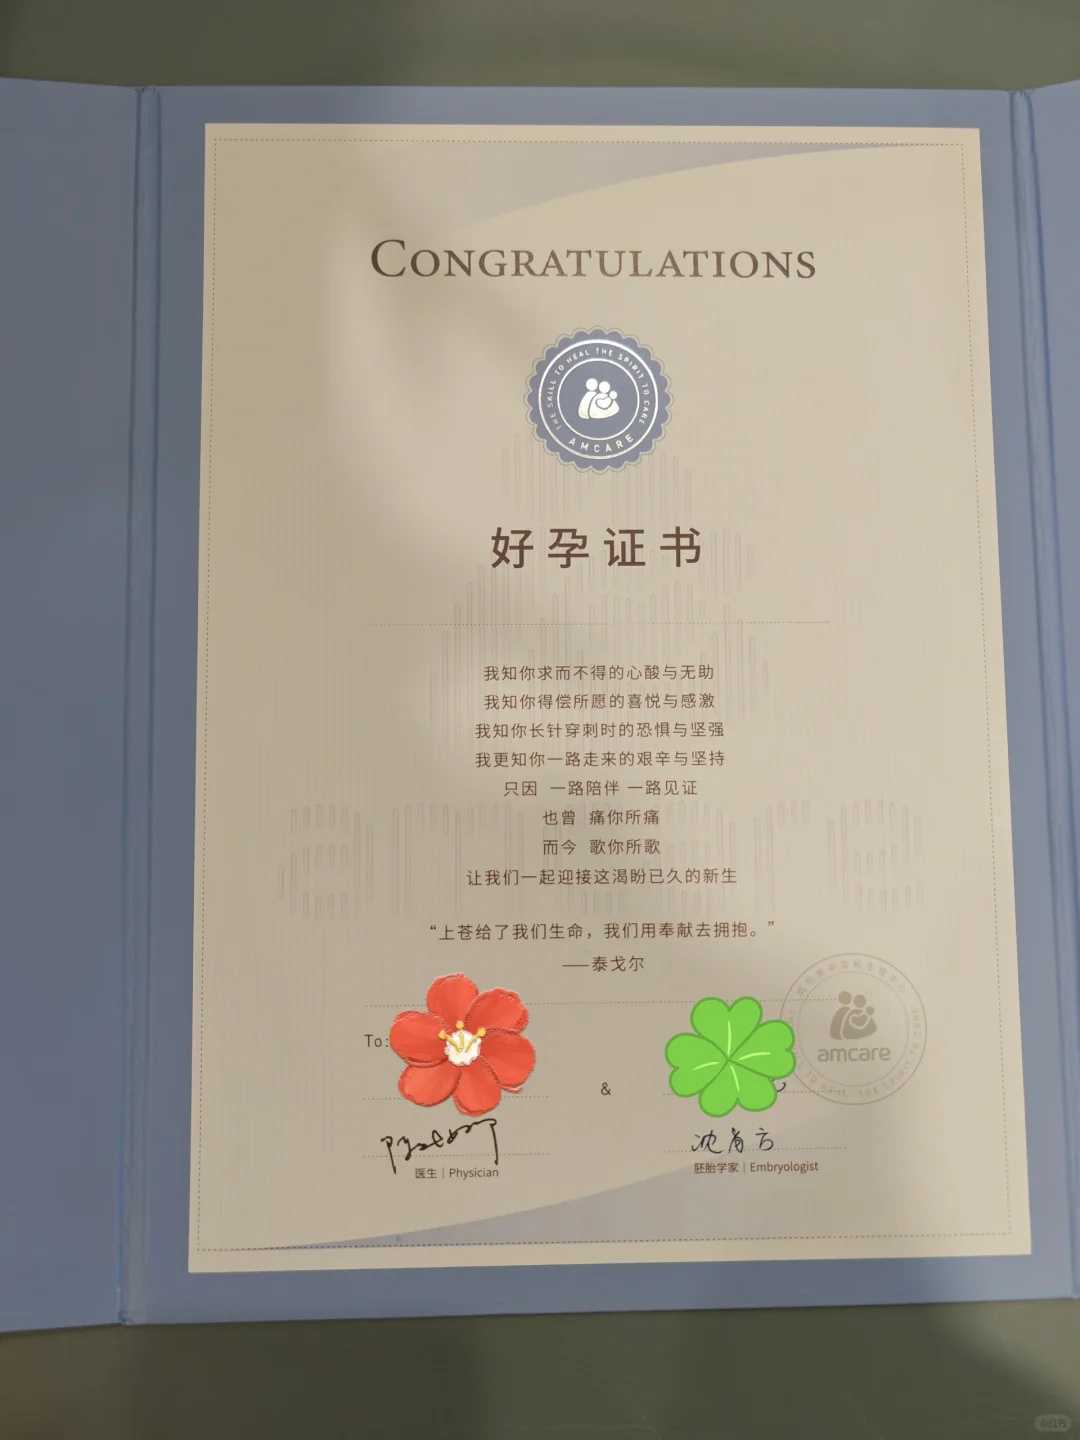 CONGRATULATIONS
THE SKILL TO HEAL THE SPIRIT TO CARE
AMCARE
好孕证书
我知你求而不得的心酸与无助
我知你得偿所愿的喜悦与感激
我知你长针穿刺时的恐惧与坚强
我更知你一路走来的艰辛与坚持
只因 一路陪伴 一路见证
也曾 痛你所痛
而今 歌你所歌
让我们一起迎接这渴盼已久的新生
“上苍给了我们生命，我们用奉献去拥抱。”
——泰戈尔
To:
&
amcare
医生 | Physician
胚胎学家 | Embryologist
小红书